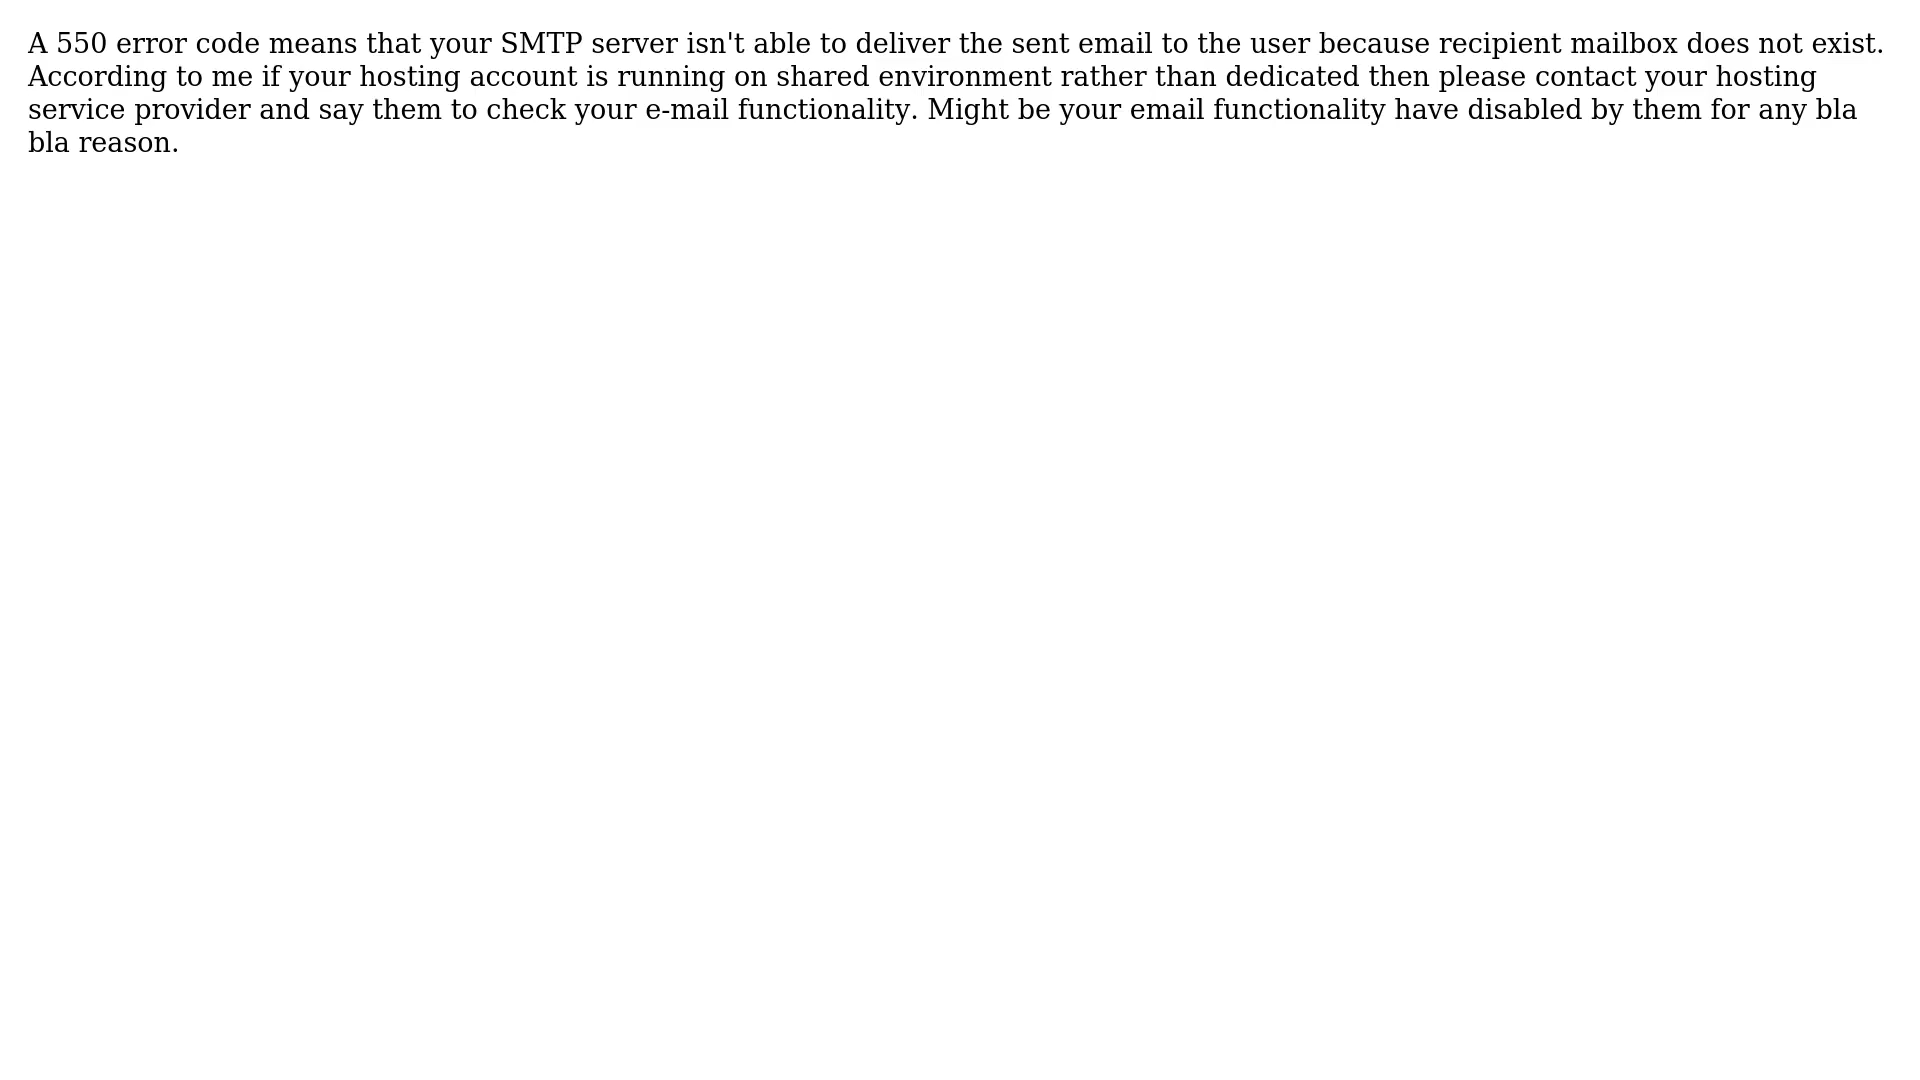 A 550 error code means that your SMTP server isn't able to deliver the sent email to the user because recipient mailbox does not exist.
According to me if your hosting account is running on shared environment rather than dedicated then please contact your hosting
service provider and say them to check your e-mail functionality. Might be your email functionality have disabled by them for any bla
bla reason.